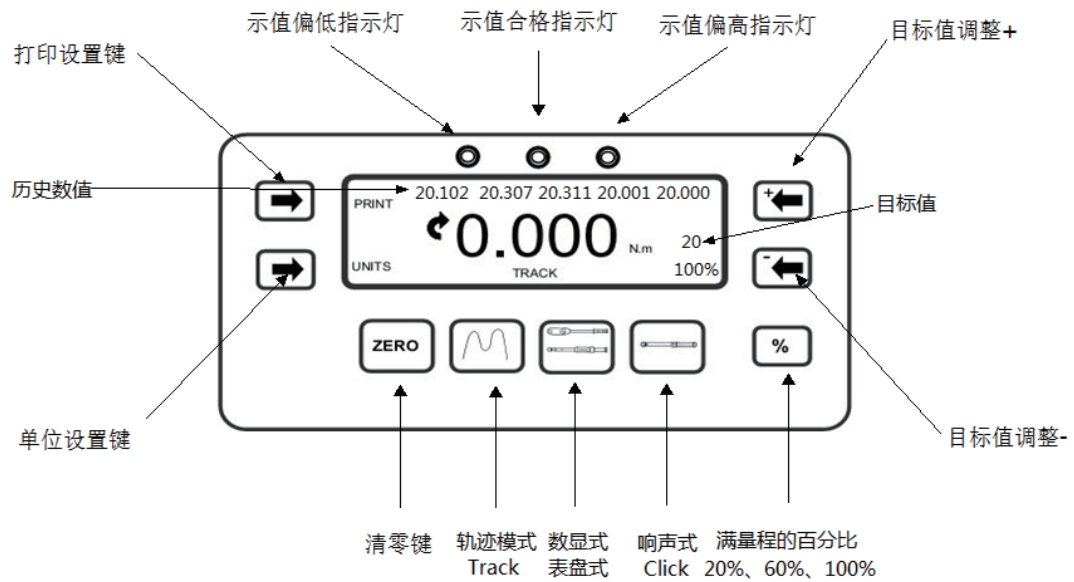 示值偏低指示灯
示值合格指示灯
示值偏高指示灯
目标值调整+
打印设置键
历史数值
20.102 20.307 20.311 20.001 20.000
PRINT
目标值
0.000 N.m 20
UNITS
TRACK
100%
+
-
ZERO
%
单位设置键
目标值调整-
清零键
轨迹模式
Track
数显式
表盘式
响声式
Click
满量程的百分比
20%、60%、100%